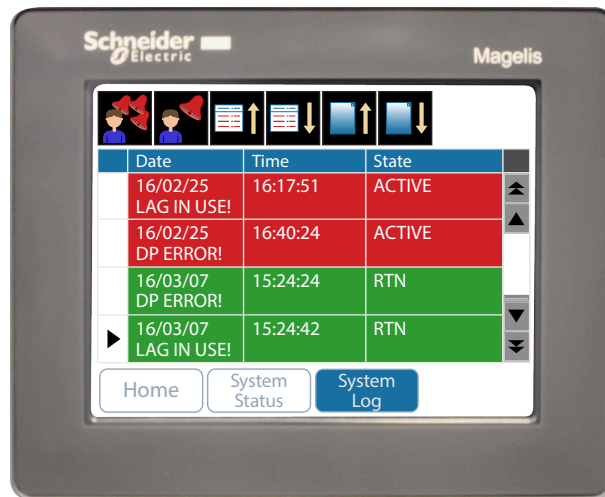 Schneider
Electric
Magelis
Date Time State
16/02/25 16:17:51 ACTIVE
LAG IN USE!
16/02/25 16:40:24 ACTIVE
DP ERROR!
16/03/07 15:24:24 RTN
DP ERROR!
16/03/07 15:24:42 RTN
LAG IN USE!
Home
System
Status
System
Log